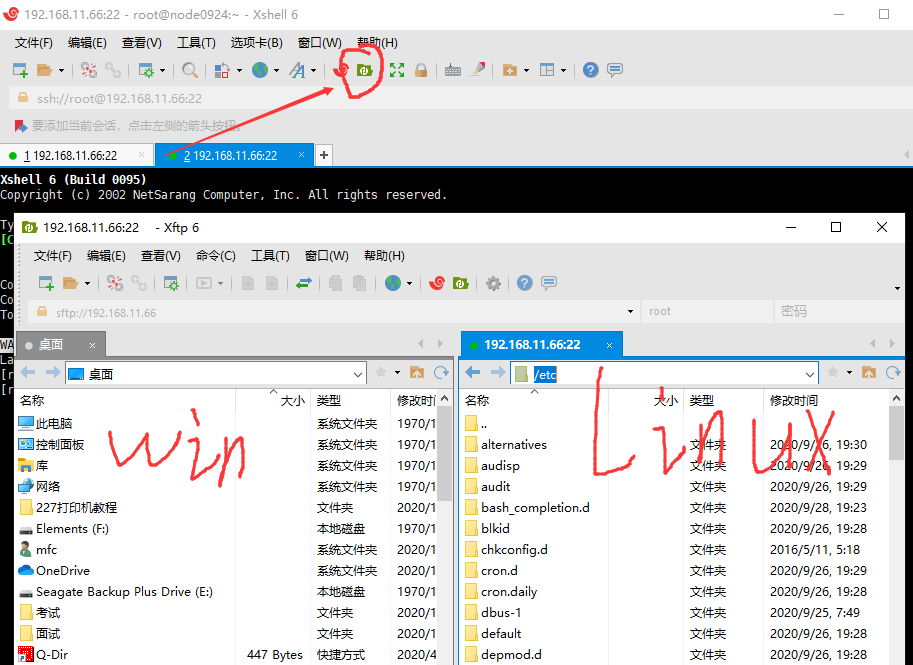 192.168.11.66:22 - root@node0924:~ - Xshell 6
文件(F) 编辑(E) 查看(V) 工具(T) 选项卡(B) 窗口(W) 帮助(H)
ssh://root@192.168.11.66:22
要添加当前会话，点击左侧的箭头按钮。
1 192.168.11.66:22 × 2 192.168.11.66:22 × +
Xshell 6 (Build 0095)
Copyright (c) 2002 NetSarang Computer, Inc. All rights reserved.
Ty
[C
192.168.11.66:22 - Xftp 6
文件(F) 编辑(E) 查看(V) 命令(C) 工具(T) 窗口(W) 帮助(H)
Co
Co
To
sftp://192.168.11.66 root 密码
WA
桌面 × 192.168.11.66:22 ×
La
[r
[r
桌面 /etc
名称 大小 类型 修改时 名称 大小 类型 修改时间
此电脑 系统文件夹 1970/1 ..
控制面板 系统文件夹 1970/1 alternatives 文件夹 2020/9/26, 19:30
库 系统文件夹 1970/1 audisp 文件夹 2020/9/26, 19:29
网络 系统文件夹 1970/1 audit 文件夹 2020/9/26, 19:29
227打印机教程 文件夹 2020/1 bash_completion.d 文件夹 2020/9/28, 19:23
Elements (F:) 本地磁盘 1970/1 blkid 文件夹 2020/9/26, 19:28
mfc 系统文件夹 2020/1 chkconfig.d 文件夹 2016/5/11, 5:18
OneDrive 系统文件夹 2020/1 cron.d 文件夹 2020/9/26, 19:29
Seagate Backup Plus Drive (E:) 本地磁盘 1970/1 cron.daily 文件夹 2020/9/26, 19:28
考试 文件夹 2020/1 dbus-1 文件夹 2020/9/25, 7:49
面试 文件夹 2020/1 default 文件夹 2020/9/26, 19:28
Q-Dir 447 Bytes 快捷方式 2020/4 depmod.d 文件夹 2020/9/26, 19:28
win
Linux